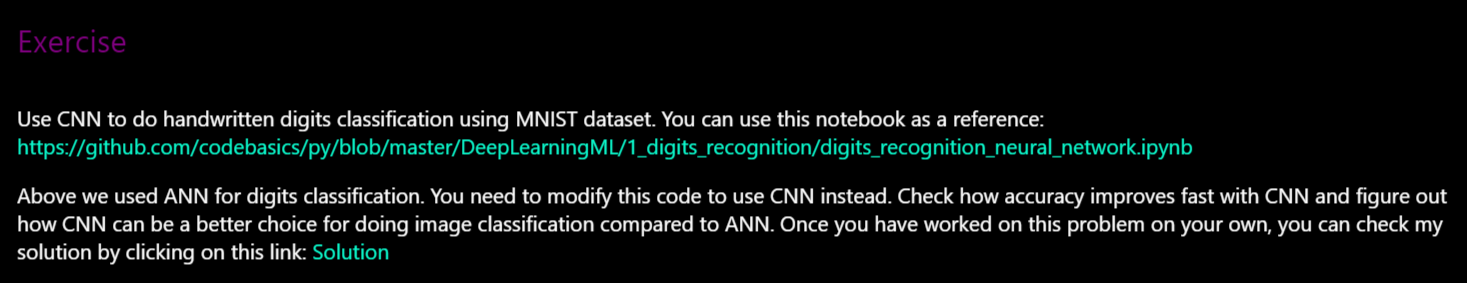 Exercise
Use CNN to do handwritten digits classification using MNIST dataset. You can use this notebook as a reference:
https://github.com/codebasics/py/blob/master/DeepLearningML/1_digits_recognition/digits_recognition_neural_network.ipynb
Above we used ANN for digits classification. You need to modify this code to use CNN instead. Check how accuracy improves fast with CNN and figure out
how CNN can be a better choice for doing image classification compared to ANN. Once you have worked on this problem on your own, you can check my
solution by clicking on this link: Solution